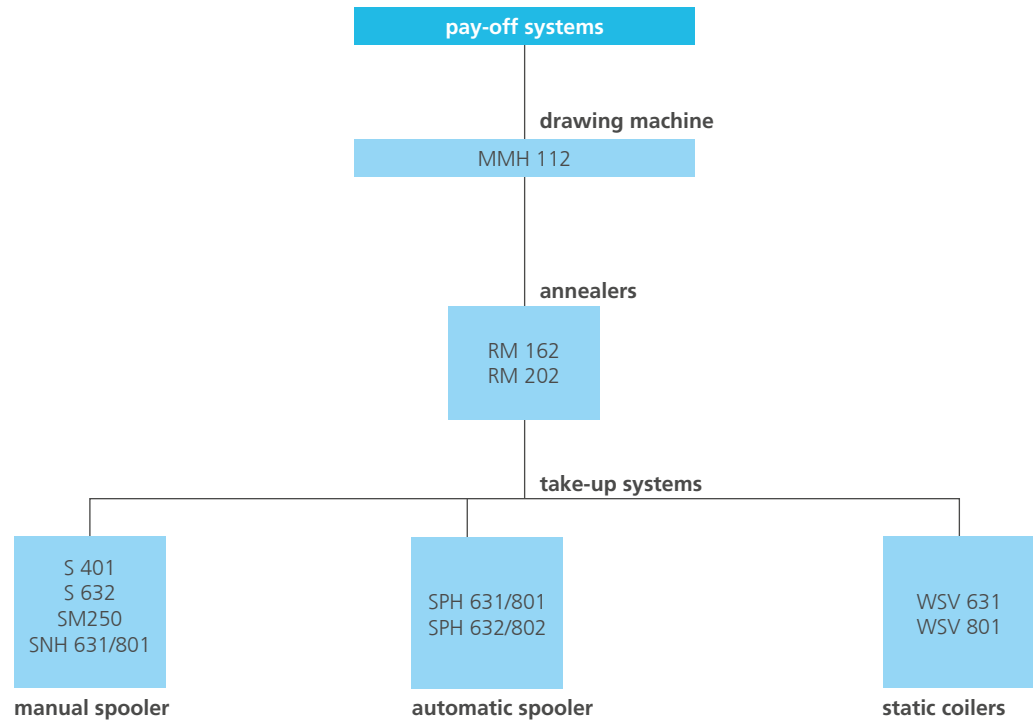 pay-off systems
drawing machine
MMH 112
annealers
RM 162
RM 202
take-up systems
S 401
S 632
SM250
SNH 631/801
manual spooler
SPH 631/801
SPH 632/802
automatic spooler
WSV 631
WSV 801
static coilers